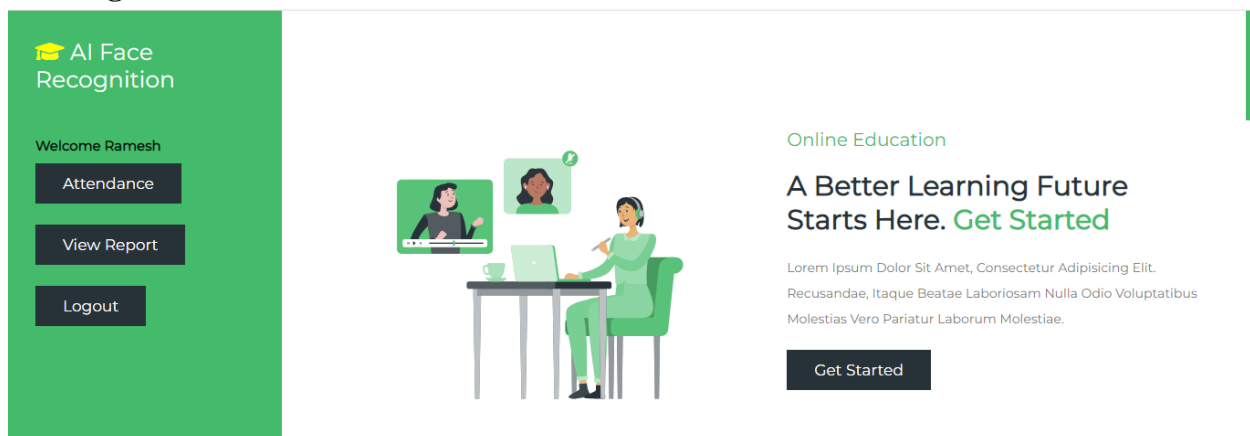 AI Face
Recognition
Welcome Ramesh
Attendance
View Report
Logout
Online Education
A Better Learning Future
Starts Here. Get Started
Lorem Ipsum Dolor Sit Amet, Consectetur Adipisicing Elit.
Recusandae, Itaque Beatae Laboriosam Nulla Odio Voluptatibus
Molestias Vero Pariatur Laborum Molestiae.
Get Started